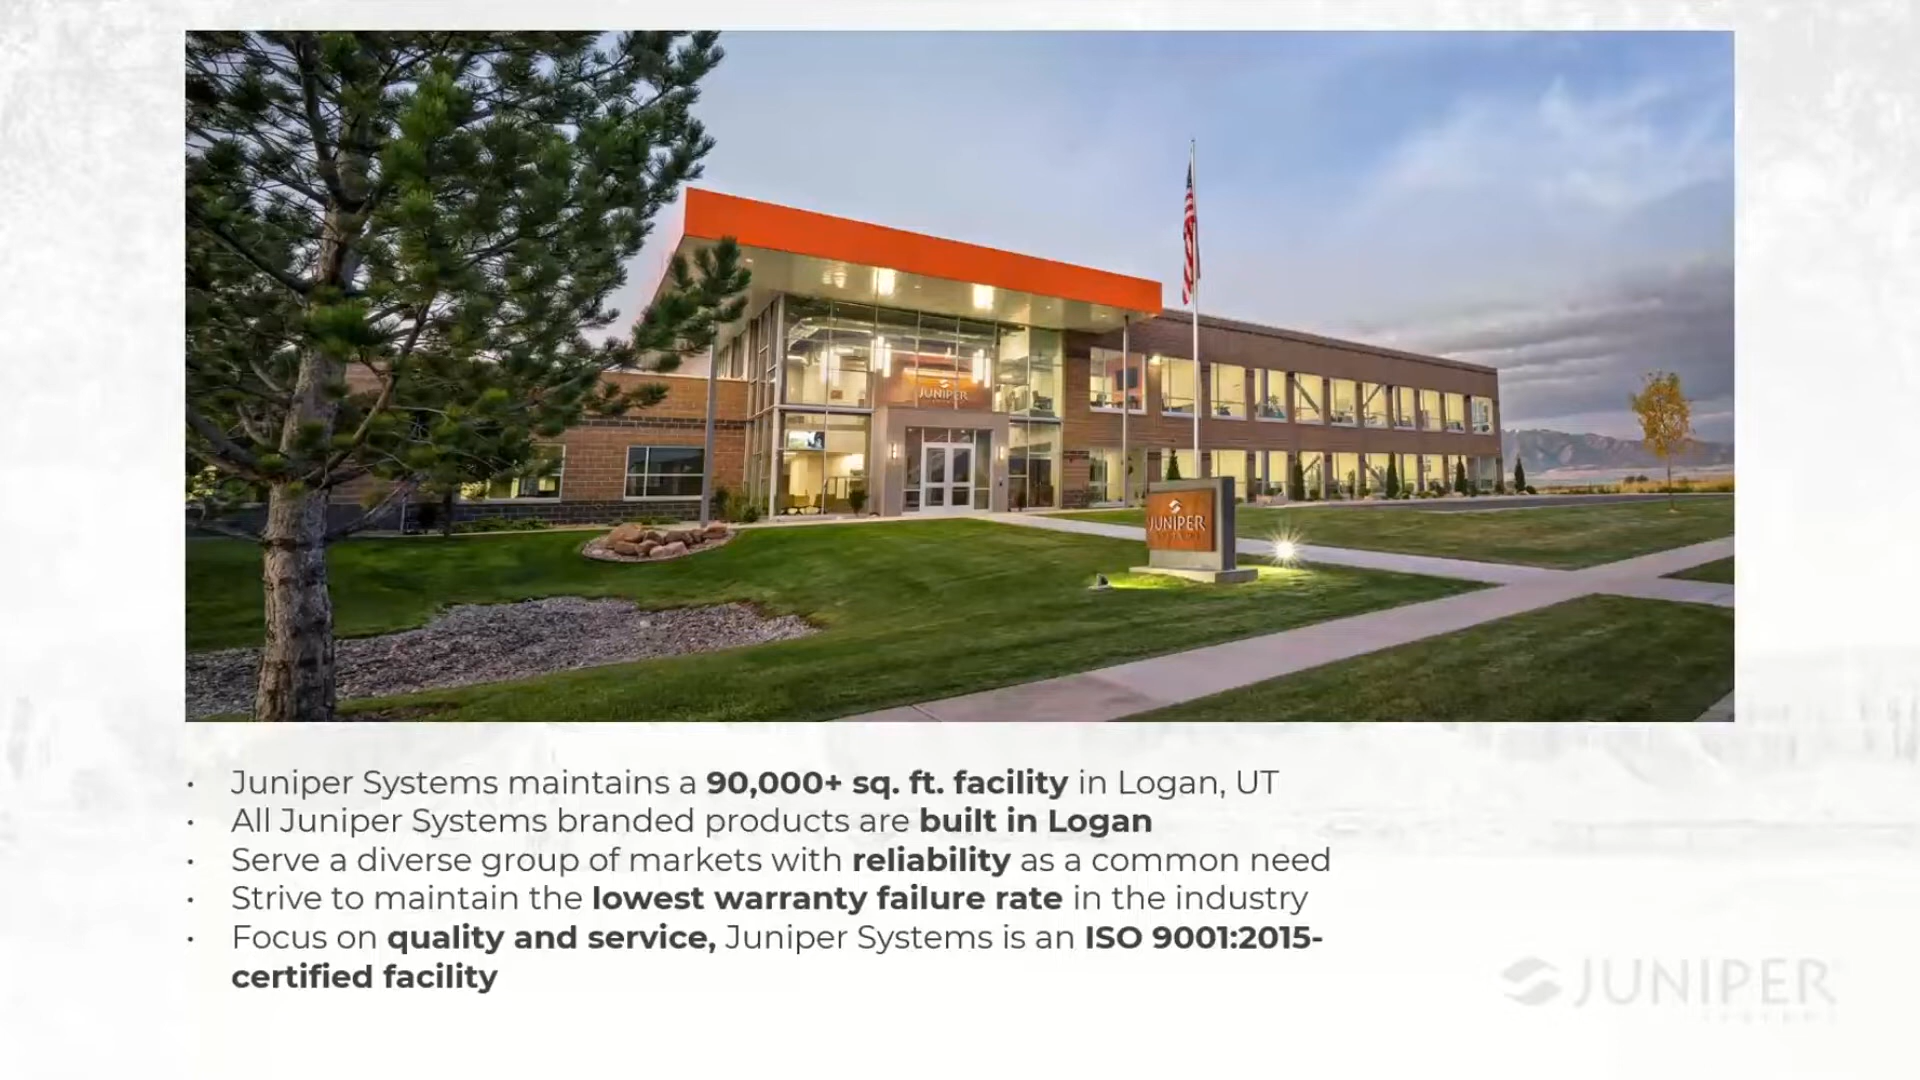 JUNIPER
JUNIPER
• Juniper Systems maintains a 90,000+ sq. ft. facility in Logan, UT
• All Juniper Systems branded products are built in Logan
• Serve a diverse group of markets with reliability as a common need
• Strive to maintain the lowest warranty failure rate in the industry
• Focus on quality and service, Juniper Systems is an ISO 9001:2015-
certified facility
JUNIPER